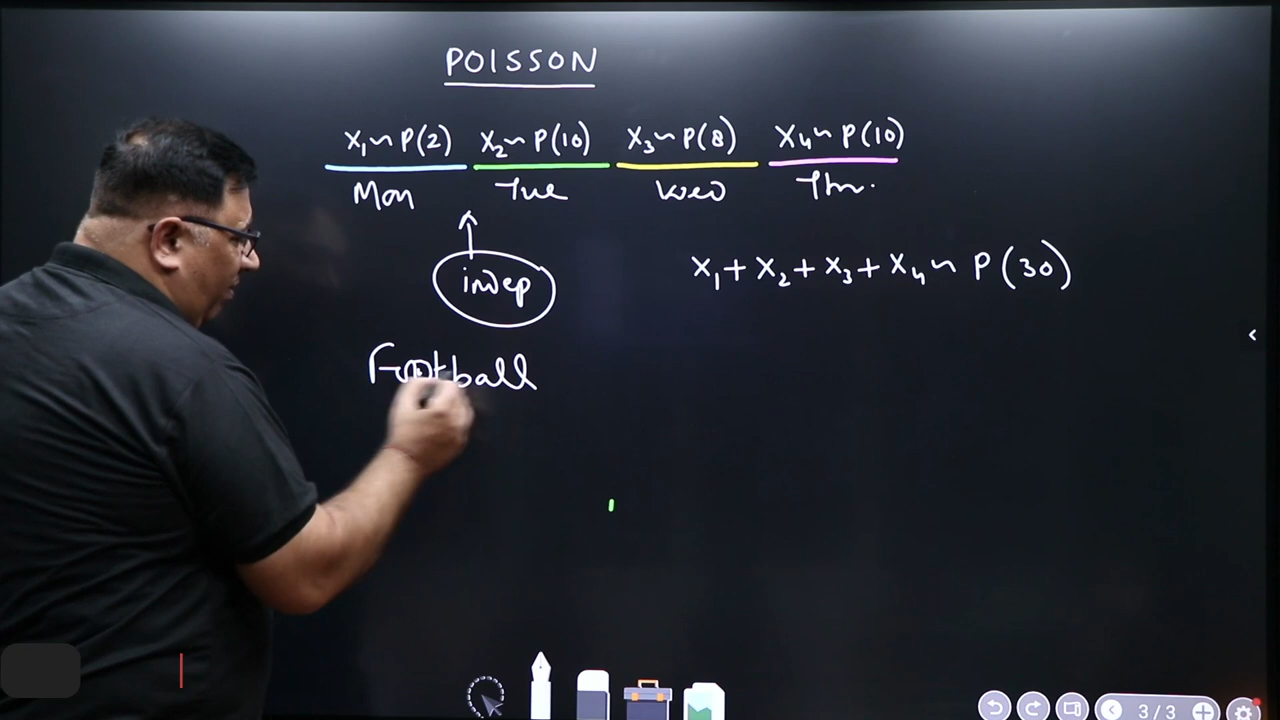 POISSON
X₁ ~ P(2) X₂ ~ P(10) X₃ ~ P(8) X₄ ~ P(10)
Mon Tue Wed Thu.
indep
X₁ + X₂ + X₃ + X₄ ~ P(30)
Football
3/3